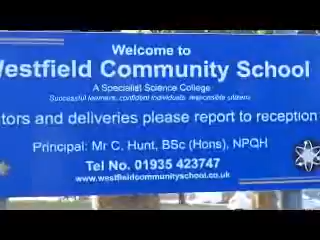 Welcome to
Westfield Community School
A Specialist Science College
Successful learners, confident individuals, responsible citizens
tors and deliveries please report to reception
Principal: Mr C. Hunt, BSc (Hons), NPQH
Tel No. 01935 423747
www.westfieldcommunityschool.co.uk